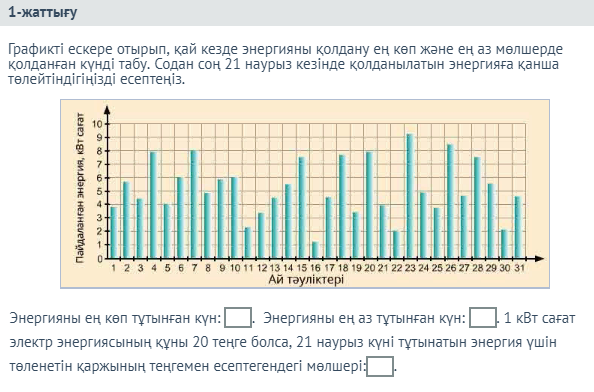 1-жаттығу
Графикті ескере отырып, қай кезде энергияны қолдану ең көп және ең аз мөлшерде
қолданған күнді табу. Содан соң 21 наурыз кезінде қолданылатын энергияға қанша
төлейтіндігіңізді есептеңіз.
Пайдаланған энергия, кВт сағат
10
9
8
7
6
5
4
3
2
1
0
1 2 3 4 5 6 7 8 9 10 11 12 13 14 15 16 17 18 19 20 21 22 23 24 25 26 27 28 29 30 31
Ай тәуліктері
Энергияны ең көп тұтынған күн: . Энергияны ең аз тұтынған күн: . 1 кВт сағат
электр энергиясының құны 20 теңге болса, 21 наурыз күні тұтынатын энергия үшін
төленетін қаржының теңгемен есептегендегі мөлшері: .